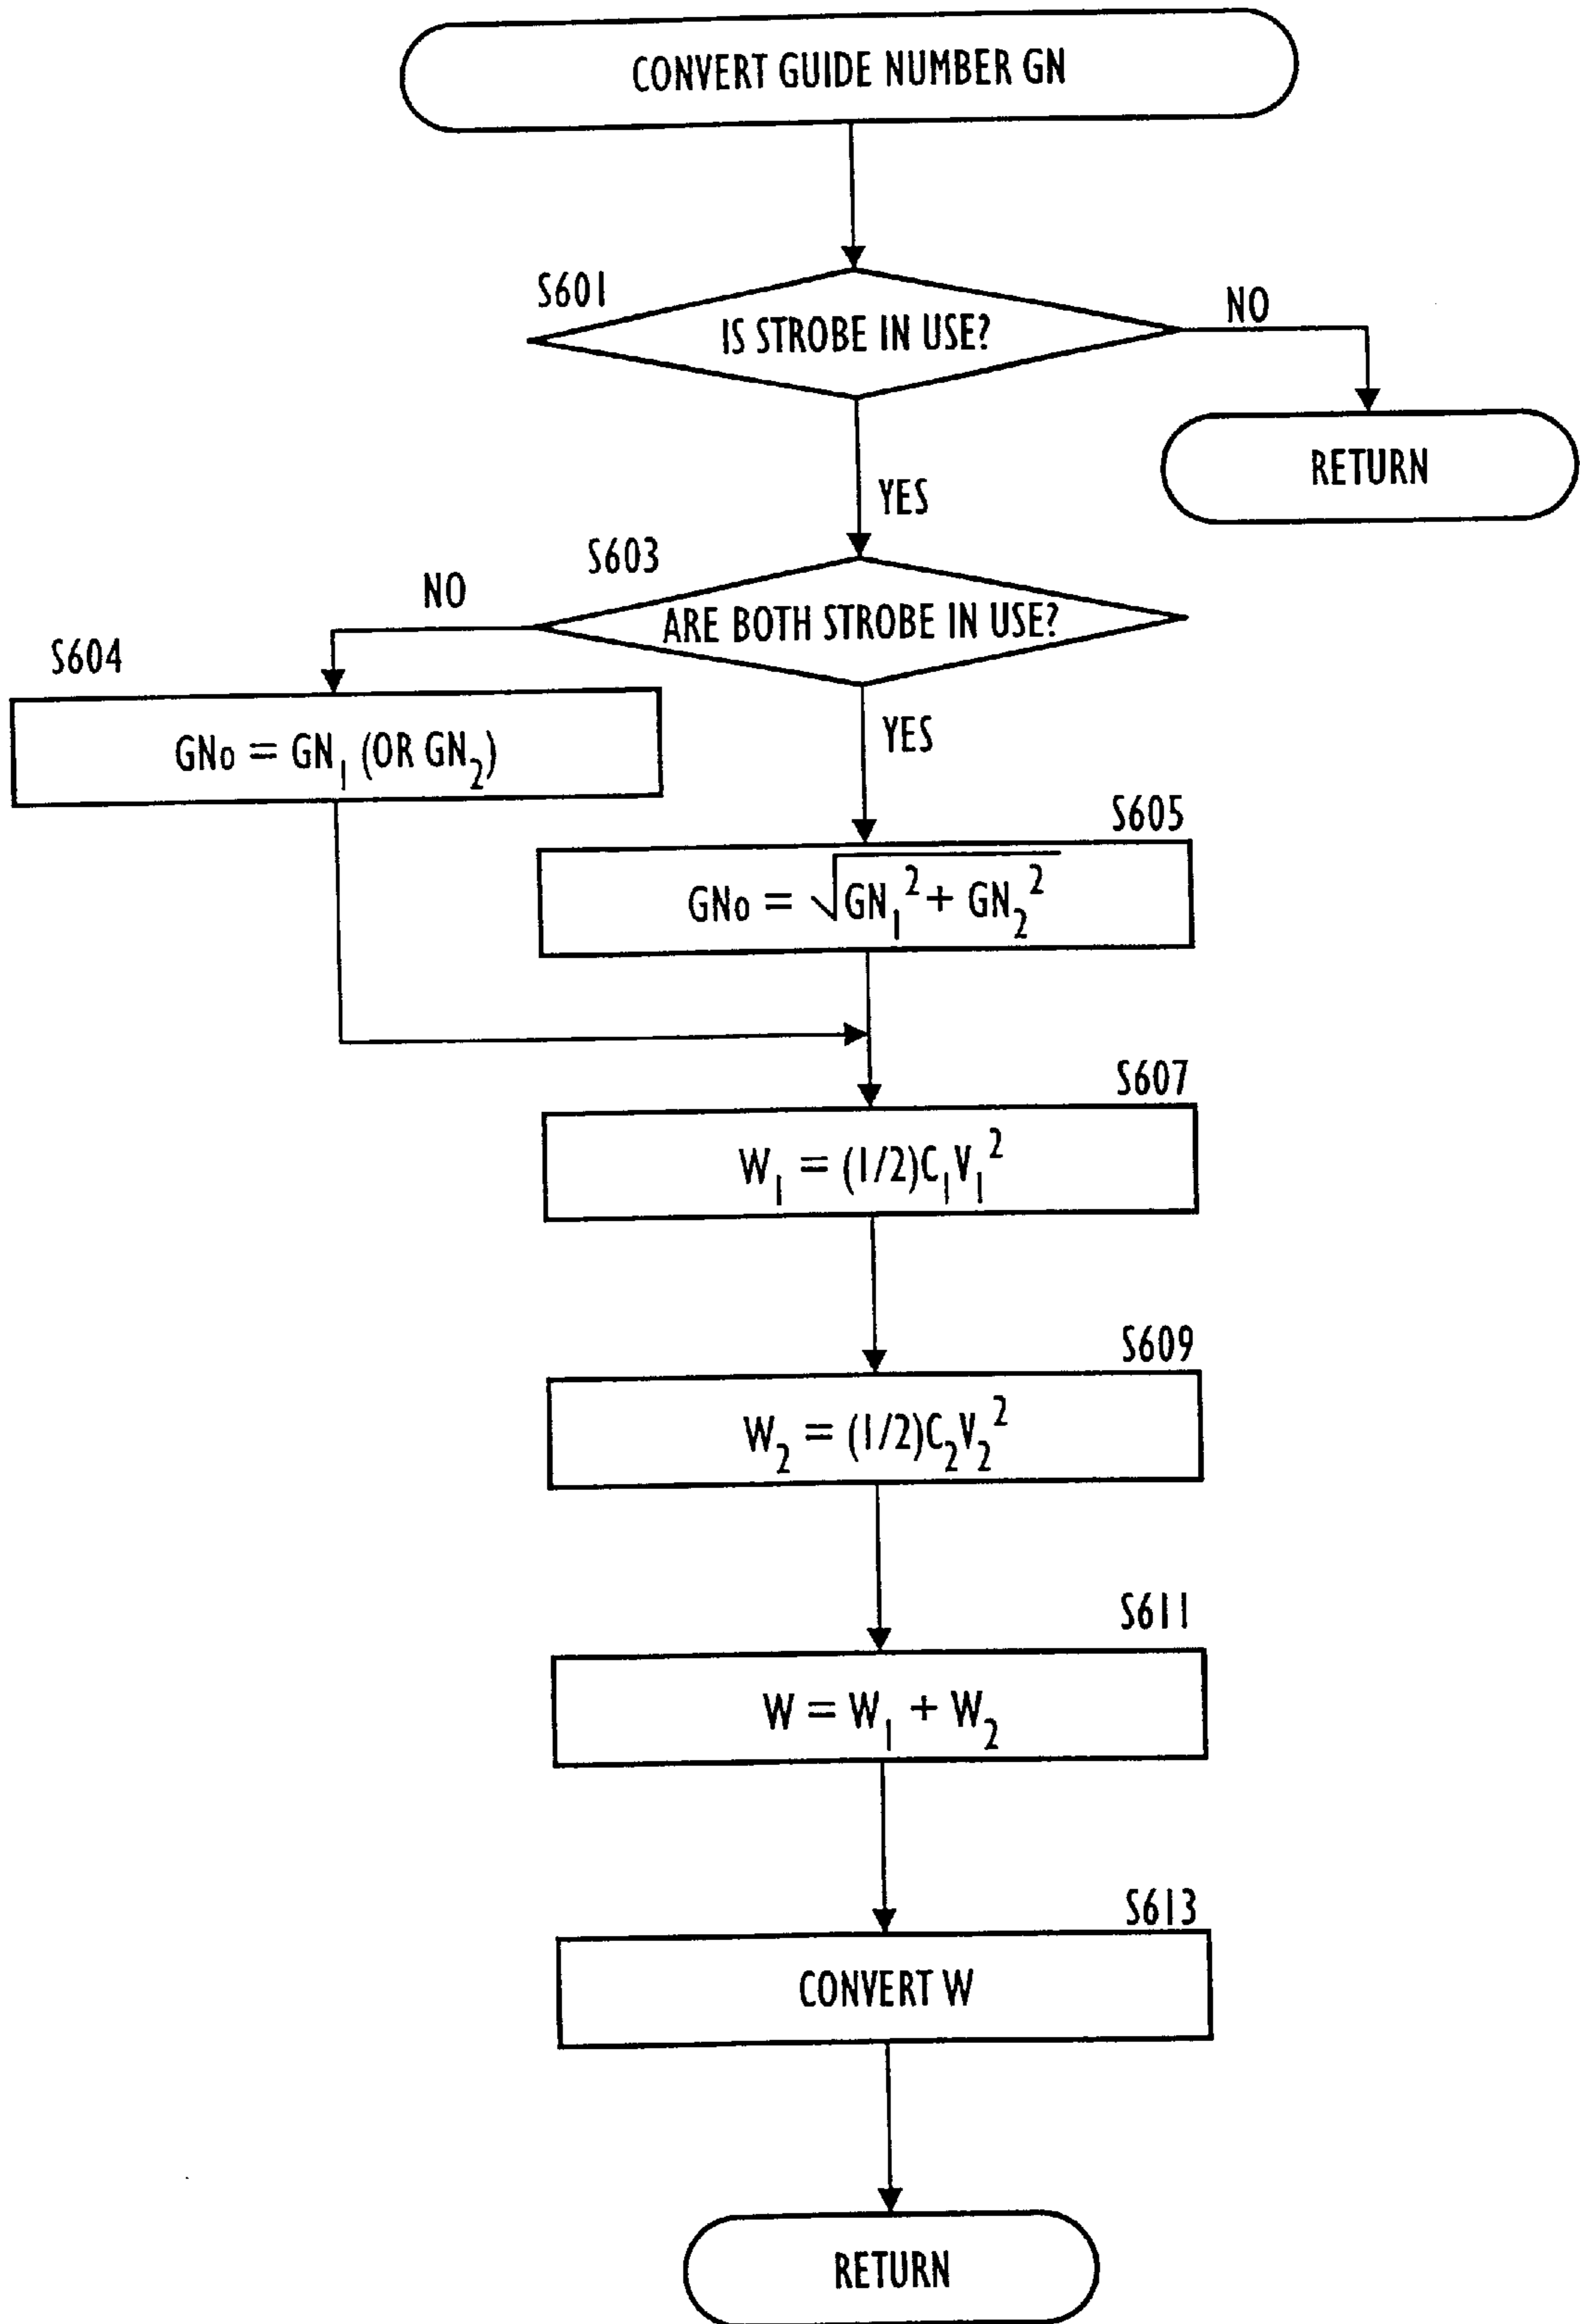 CONVERT GUIDE NUMBER GN
S601
IS STROBE IN USE?
NO
RETURN
YES
S603
NO
ARE BOTH STROBE IN USE?
S604
GNo = GN₁ (OR GN₂)
YES
S605
GNo = √GN₁² + GN₂²
S607
W₁ = (1/2)C₁V₁²
S609
W₂ = (1/2)C₂V₂²
S611
W = W₁ + W₂
S613
CONVERT W
RETURN